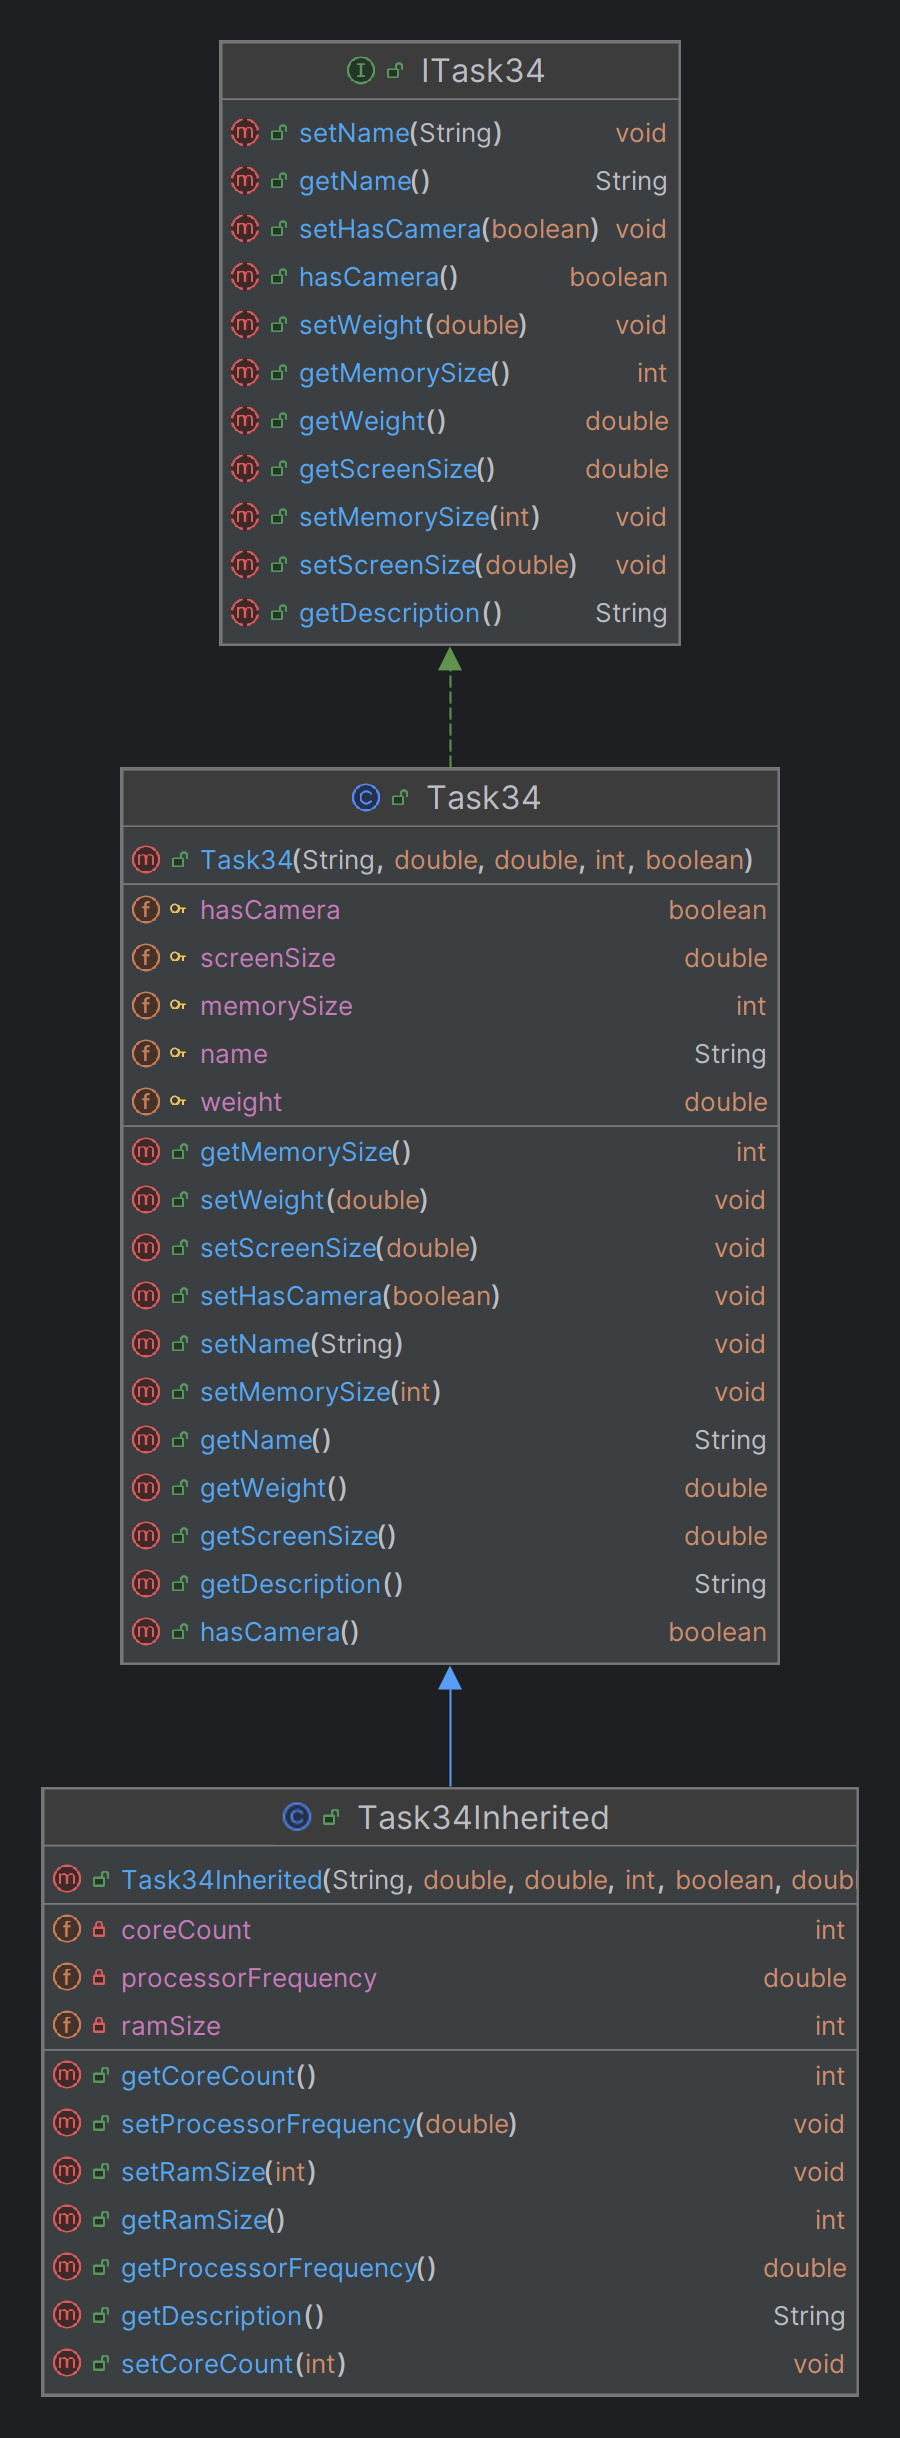 ITask34
setName(String) void
getName() String
setHasCamera(boolean) void
hasCamera() boolean
setWeight(double) void
getMemorySize() int
getWeight() double
getScreenSize() double
setMemorySize(int) void
setScreenSize(double) void
getDescription() String
Task34
Task34(String, double, double, int, boolean)
hasCamera boolean
screenSize double
memorySize int
name String
weight double
getMemorySize() int
setWeight(double) void
setScreenSize(double) void
setHasCamera(boolean) void
setName(String) void
setMemorySize(int) void
getName() String
getWeight() double
getScreenSize() double
getDescription() String
hasCamera() boolean
Task34Inherited
Task34Inherited(String, double, double, int, boolean, doubl
coreCount int
processorFrequency double
ramSize int
getCoreCount() int
setProcessorFrequency(double) void
setRamSize(int) void
getRamSize() int
getProcessorFrequency() double
getDescription() String
setCoreCount(int) void